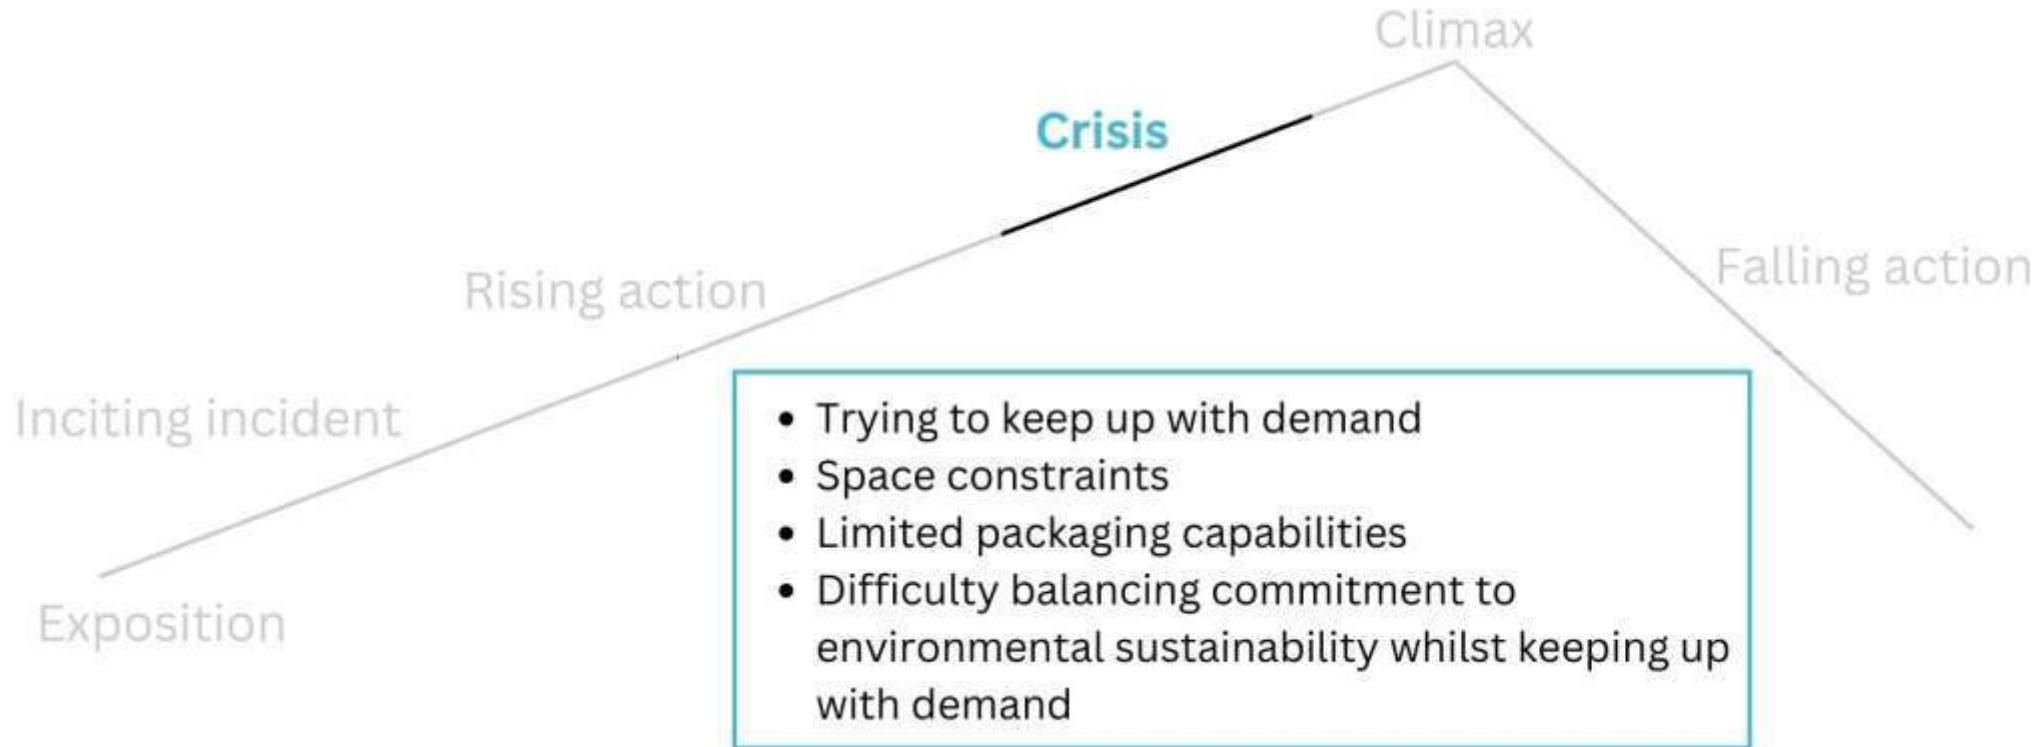 Climax
Crisis
Falling action
Rising action
Inciting incident
• Trying to keep up with demand
• Space constraints
• Limited packaging capabilities
• Difficulty balancing commitment to
environmental sustainability whilst keeping up
with demand
Exposition